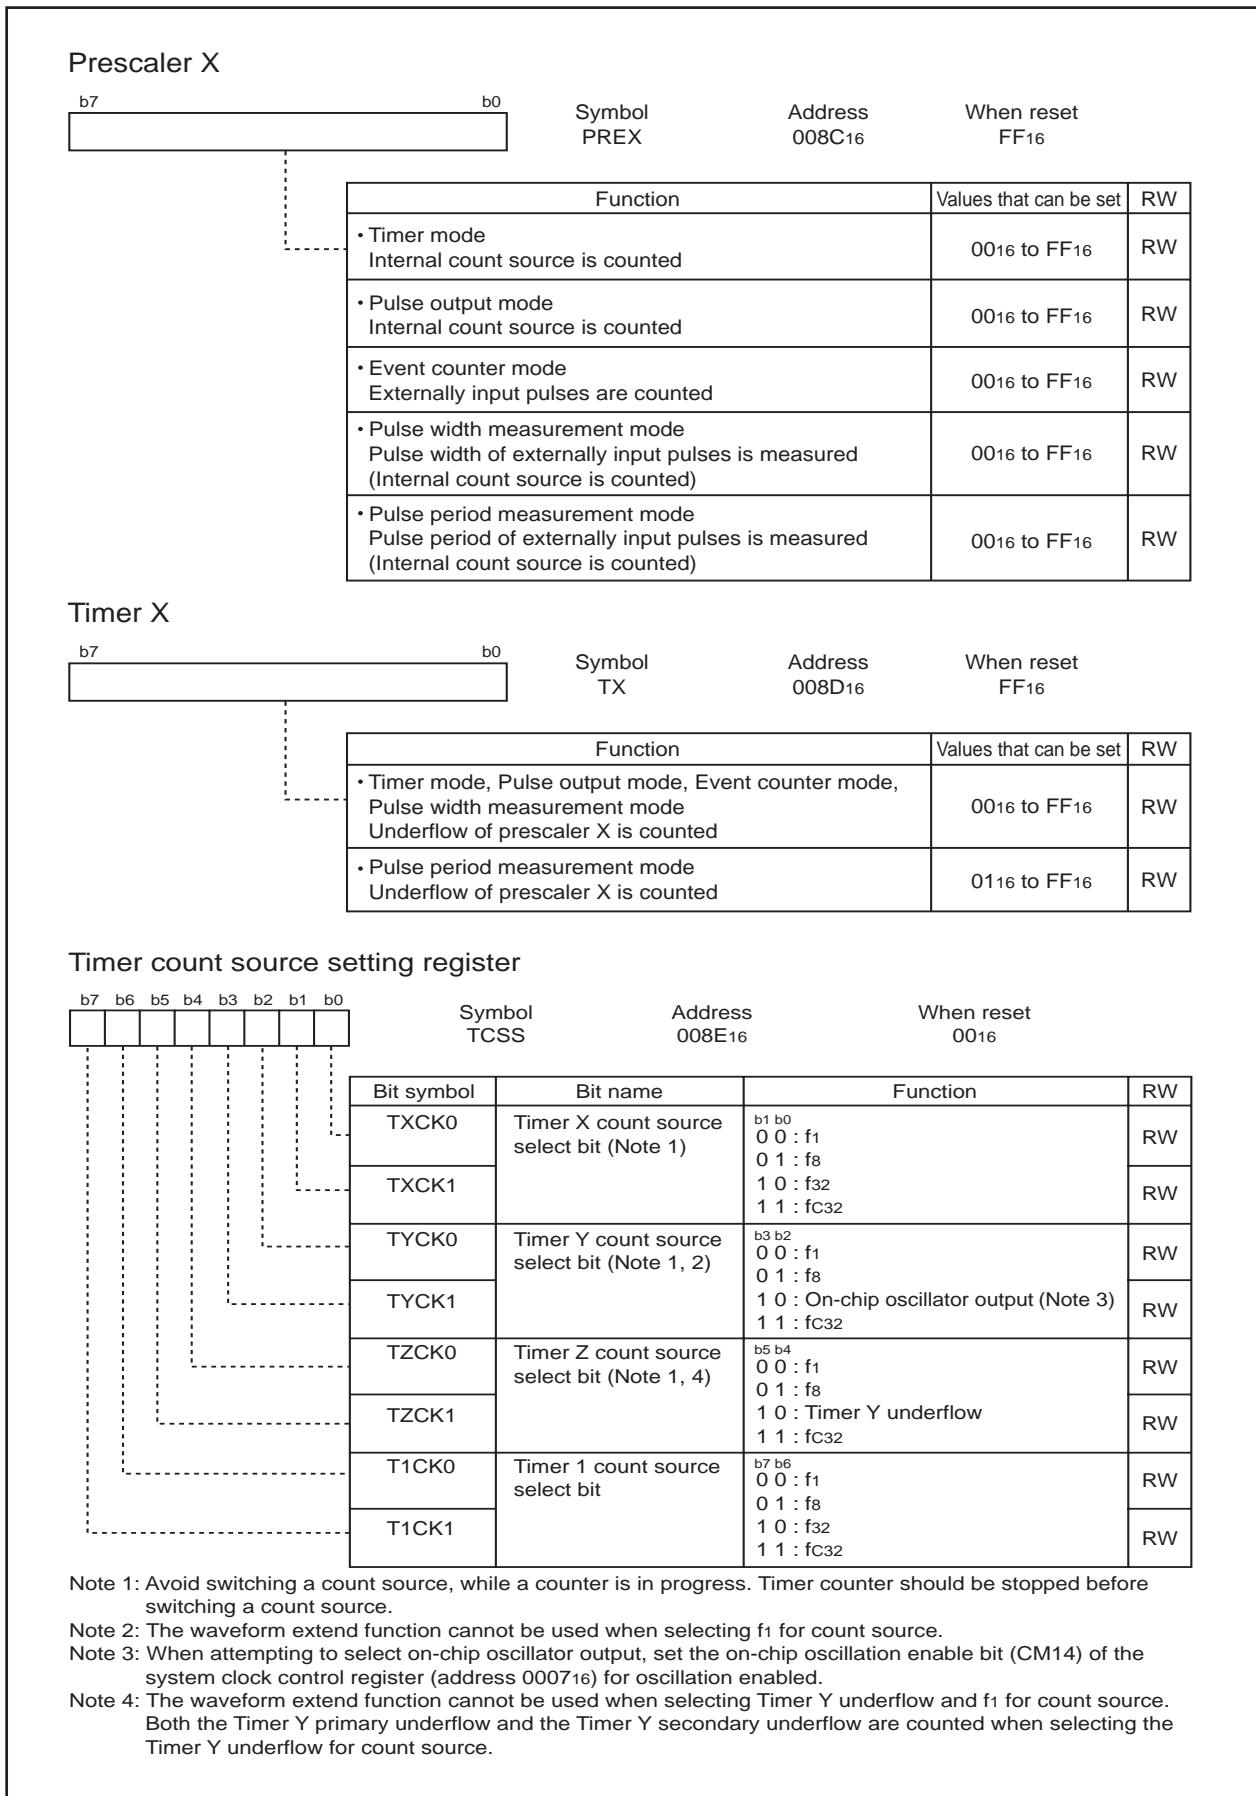 Prescaler X
b7 b0
Symbol Address When reset
PREX 008C16 FF16
Function Values that can be set RW
• Timer mode
Internal count source is counted 0016 to FF16 RW
• Pulse output mode
Internal count source is counted 0016 to FF16 RW
• Event counter mode
Externally input pulses are counted 0016 to FF16 RW
• Pulse width measurement mode
Pulse width of externally input pulses is measured 0016 to FF16 RW
(Internal count source is counted)
• Pulse period measurement mode
Pulse period of externally input pulses is measured 0016 to FF16 RW
(Internal count source is counted)
Timer X
b7 b0
Symbol Address When reset
TX 008D16 FF16
Function Values that can be set RW
• Timer mode, Pulse output mode, Event counter mode,
Pulse width measurement mode 0016 to FF16 RW
Underflow of prescaler X is counted
• Pulse period measurement mode
Underflow of prescaler X is counted 0116 to FF16 RW
Timer count source setting register
b7 b6 b5 b4 b3 b2 b1 b0
Symbol Address When reset
TCSS 008E16 0016
Bit symbol Bit name Function RW
TXCK0 Timer X count source b1 b0
select bit (Note 1) 0 0 : f1 RW
0 1 : f8
TXCK1 1 0 : f32 RW
1 1 : fC32
TYCK0 Timer Y count source b3 b2
select bit (Note 1, 2) 0 0 : f1 RW
0 1 : f8
TYCK1 1 0 : On-chip oscillator output (Note 3) RW
1 1 : fC32
TZCK0 Timer Z count source b5 b4
select bit (Note 1, 4) 0 0 : f1 RW
0 1 : f8
TZCK1 1 0 : Timer Y underflow RW
1 1 : fC32
T1CK0 Timer 1 count source b7 b6
select bit 0 0 : f1 RW
0 1 : f8
T1CK1 1 0 : f32 RW
1 1 : fC32
Note 1: Avoid switching a count source, while a counter is in progress. Timer counter should be stopped before
switching a count source.
Note 2: The waveform extend function cannot be used when selecting f1 for count source.
Note 3: When attempting to select on-chip oscillator output, set the on-chip oscillation enable bit (CM14) of the
system clock control register (address 000716) for oscillation enabled.
Note 4: The waveform extend function cannot be used when selecting Timer Y underflow and f1 for count source.
Both the Timer Y primary underflow and the Timer Y secondary underflow are counted when selecting the
Timer Y underflow for count source.